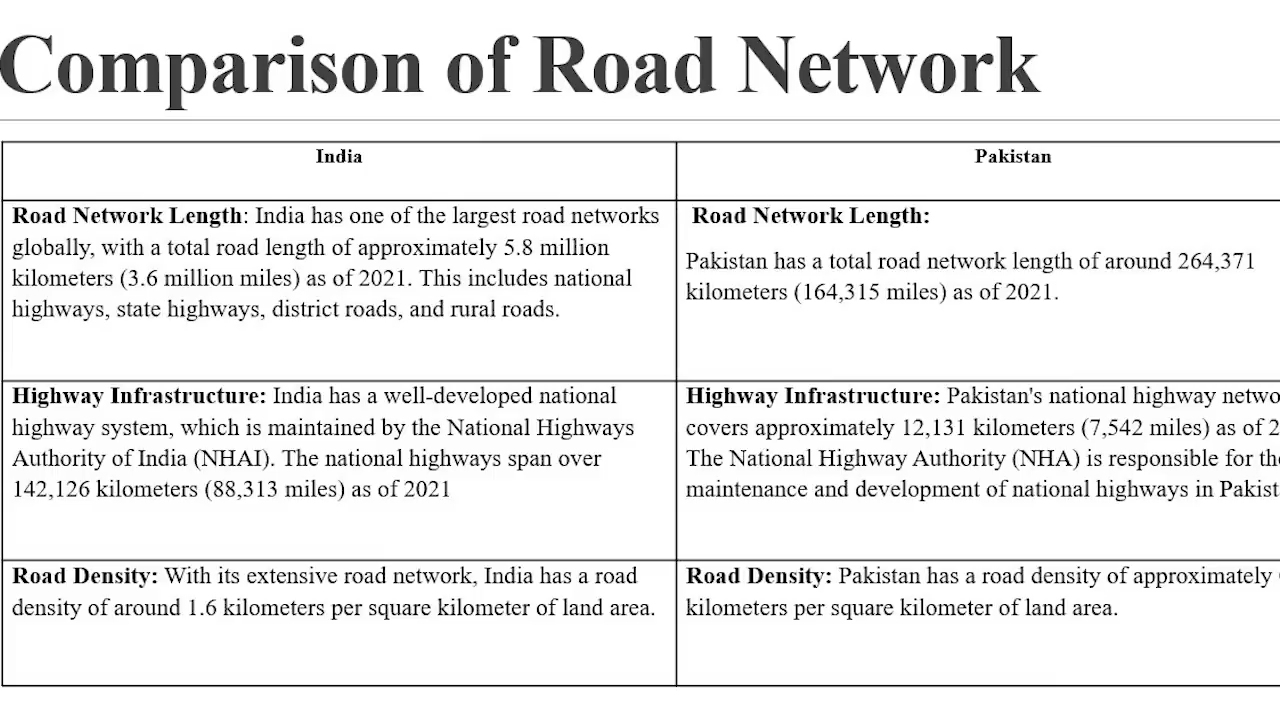 Comparison of Road Network
India
Pakistan
Road Network Length: India has one of the largest road networks
globally, with a total road length of approximately 5.8 million
kilometers (3.6 million miles) as of 2021. This includes national
highways, state highways, district roads, and rural roads.
Road Network Length:
Pakistan has a total road network length of around 264,371
kilometers (164,315 miles) as of 2021.
Highway Infrastructure: India has a well-developed national
highway system, which is maintained by the National Highways
Authority of India (NHAI). The national highways span over
142,126 kilometers (88,313 miles) as of 2021
Highway Infrastructure: Pakistan's national highway
covers approximately 12,131 kilometers (7,542 miles) as of
The National Highway Authority (NHA) is responsible for
maintenance and development of national highways in
Road Density: With its extensive road network, India has a road
density of around 1.6 kilometers per square kilometer of land area.
Road Density: Pakistan has a road density of approximately
kilometers per square kilometer of land area.